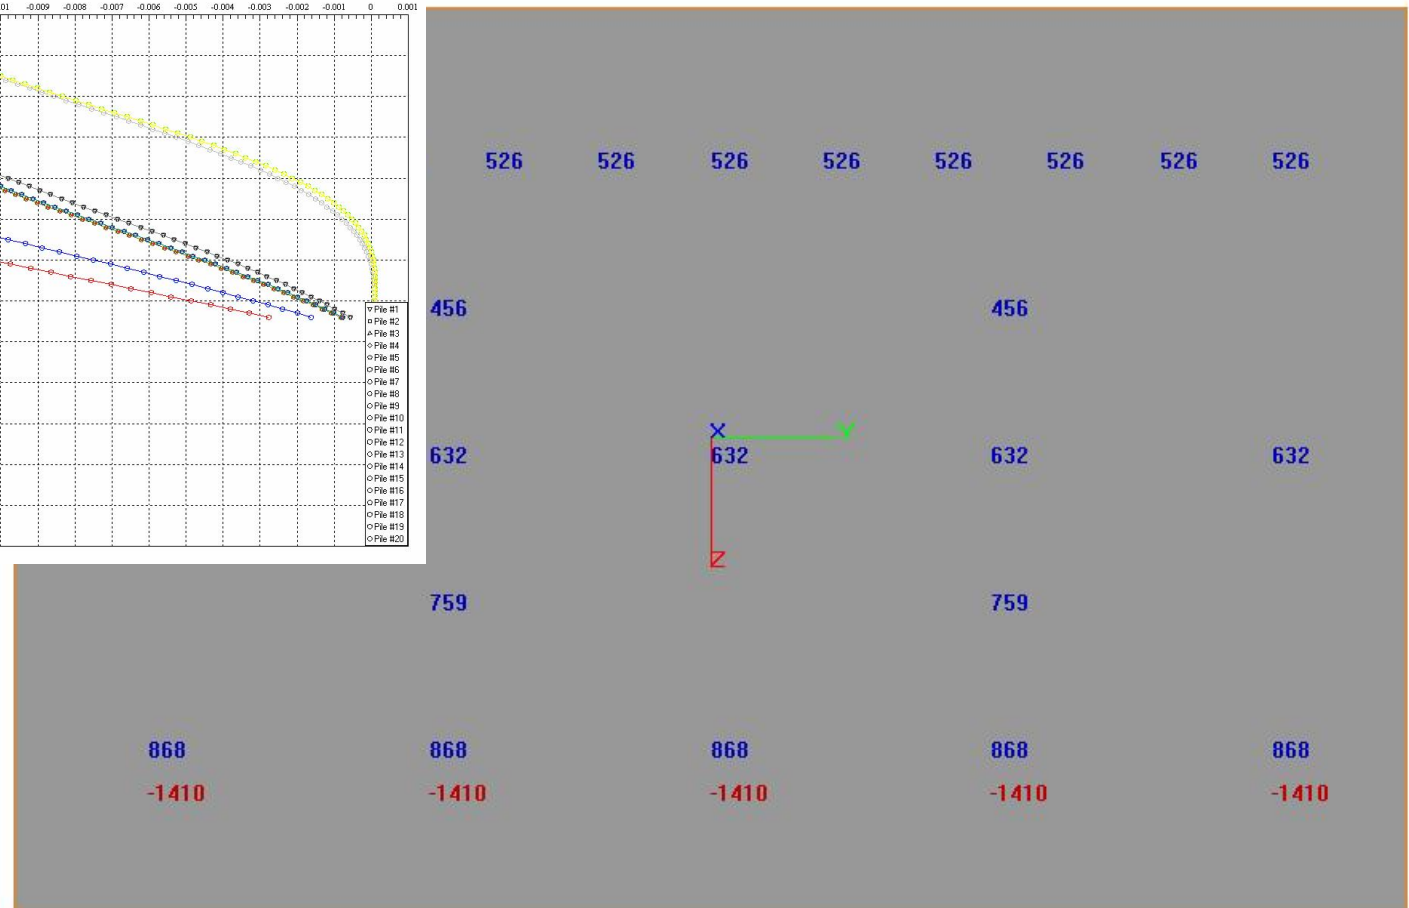 01 -0.009 -0.008 -0.007 -0.006 -0.005 -0.004 -0.003 -0.002 -0.001 0 0.001
Pile #1
Pile #2
Pile #3
Pile #4
Pile #5
Pile #6
Pile #7
Pile #8
Pile #9
Pile #10
Pile #11
Pile #12
Pile #13
Pile #14
Pile #15
Pile #16
Pile #17
Pile #18
Pile #19
Pile #20
526 526 526 526 526 526 526 526
456 456
X Y
632 632 632 632
Z
759 759
868 868 868 868 868
-1410 -1410 -1410 -1410 -1410